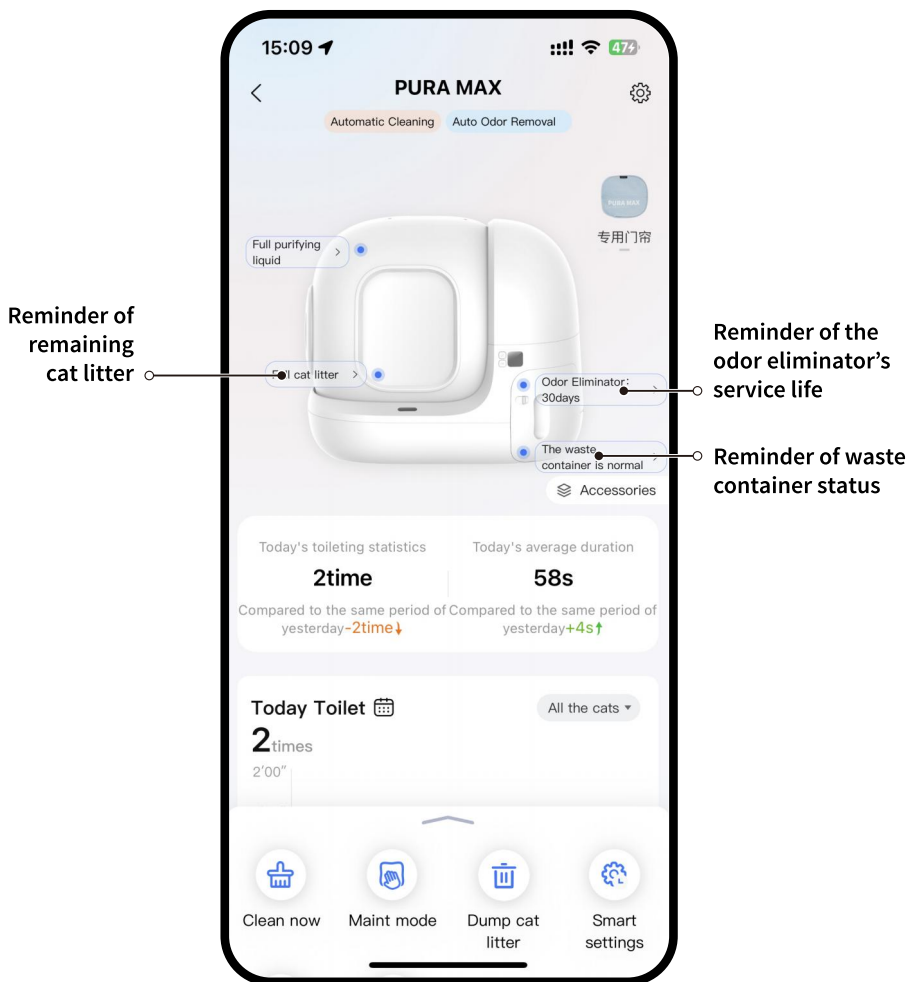 15:09
47
PURA MAX
Automatic Cleaning
Auto Odor Removal
PURA MAX
专用门帘
Full purifying
liquid
Reminder of
remaining
cat litter
Full cat litter
Odor Eliminator:
30days
Reminder of the
odor eliminator's
service life
The waste
container is normal
Reminder of waste
container status
Accessories
Today's toileting statistics
2time
Compared to the same period of
yesterday-2time
Today's average duration
58s
Compared to the same period of
yesterday+4s
Today Toilet
All the cats
2times
2'00"
Clean now
Maint mode
Dump cat
litter
Smart
settings